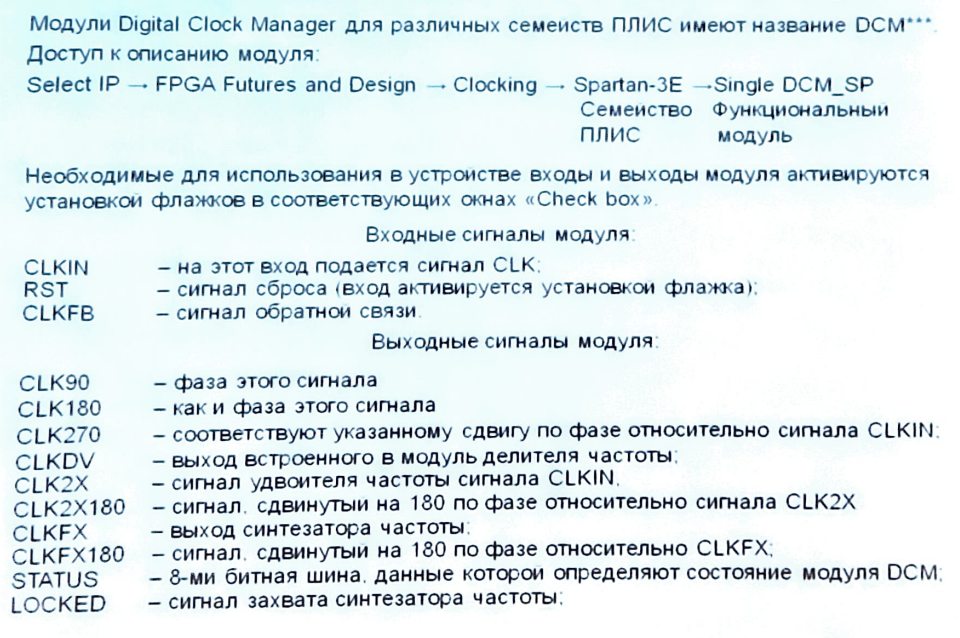 Модули Digital Clock Manager для различных семейств ПЛИС имеют название DCM***.
Доступ к описанию модуля:
Select IP → FPGA Futures and Design → Clocking → Spartan-3E → Single DCM_SP
Семейство Функциональный
ПЛИС модуль
Необходимые для использования в устройстве входы и выходы модуля активируются
установкой флажков в соответствующих окнах «Check box».
Входные сигналы модуля:
CLKIN – на этот вход подается сигнал CLK;
RST – сигнал сброса (вход активируется установкой флажка);
CLKFB – сигнал обратной связи.
Выходные сигналы модуля:
CLK90 – фаза этого сигнала
CLK180 – как и фаза этого сигнала
CLK270 – соответствуют указанному сдвигу по фазе относительно сигнала CLKIN;
CLKDV – выход встроенного в модуль делителя частоты;
CLK2X – сигнал удвоителя частоты сигнала CLKIN,
CLK2X180 – сигнал, сдвинутый на 180 по фазе относительно сигнала CLK2X
CLKFX – выход синтезатора частоты;
CLKFX180 – сигнал, сдвинутый на 180 по фазе относительно CLKFX;
STATUS – 8-ми битная шина, данные которой определяют состояние модуля DCM;
LOCKED – сигнал захвата синтезатора частоты;